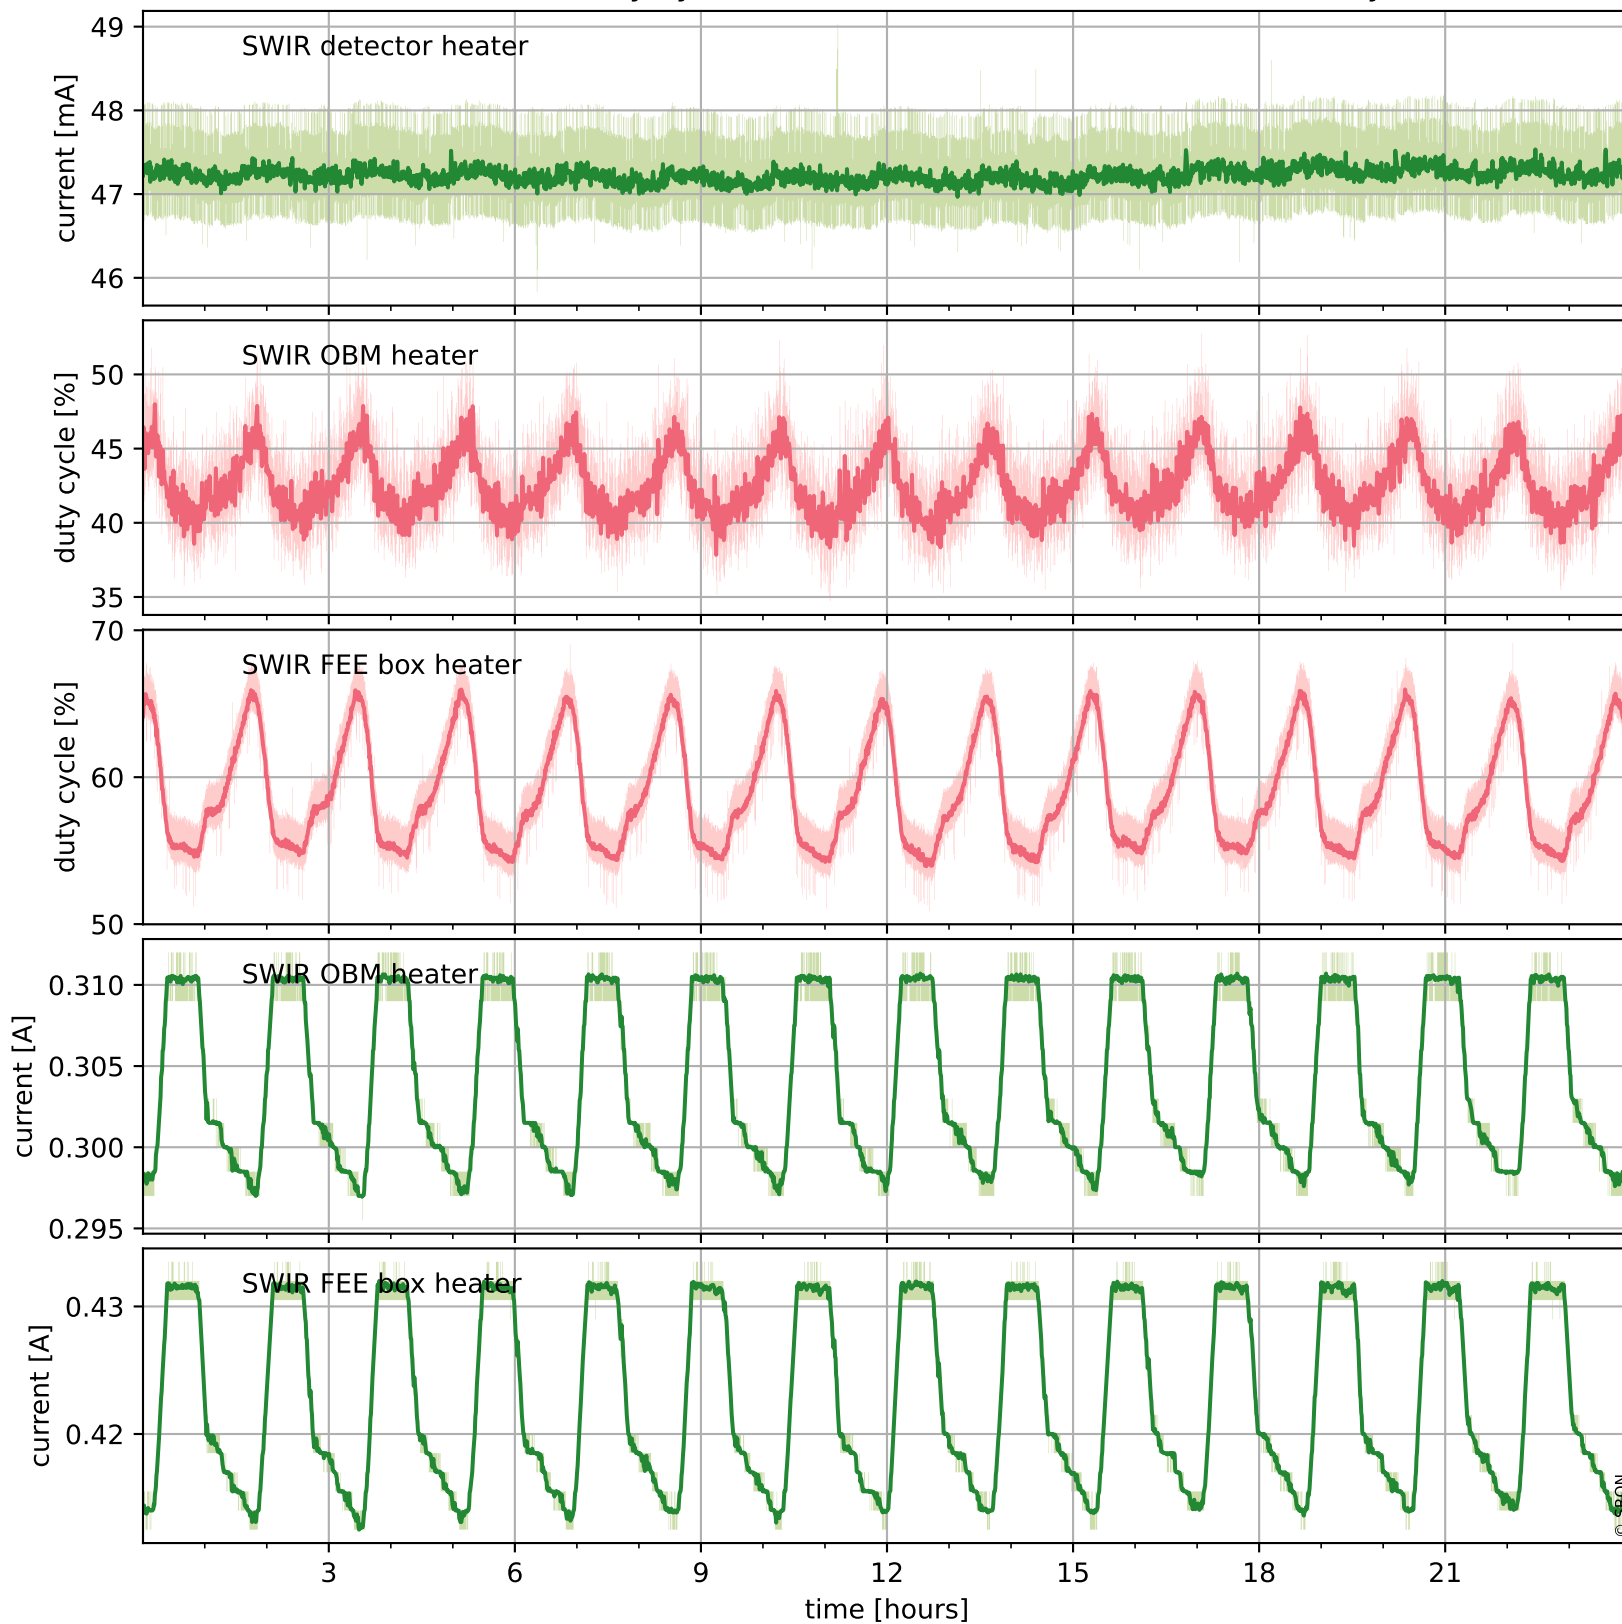 49
SWIR detector heater
48
47
46
current [mA]
SWIR OBM heater
50
45
40
35
duty cycle [%]
70
SWIR FEE box heater
60
50
duty cycle [%]
SWIR OBM heater
0.310
0.305
0.300
0.295
current [A]
SWIR FEE box heater
0.43
0.42
current [A]
© SRON
3 6 9 12 15 18 21
time [hours]